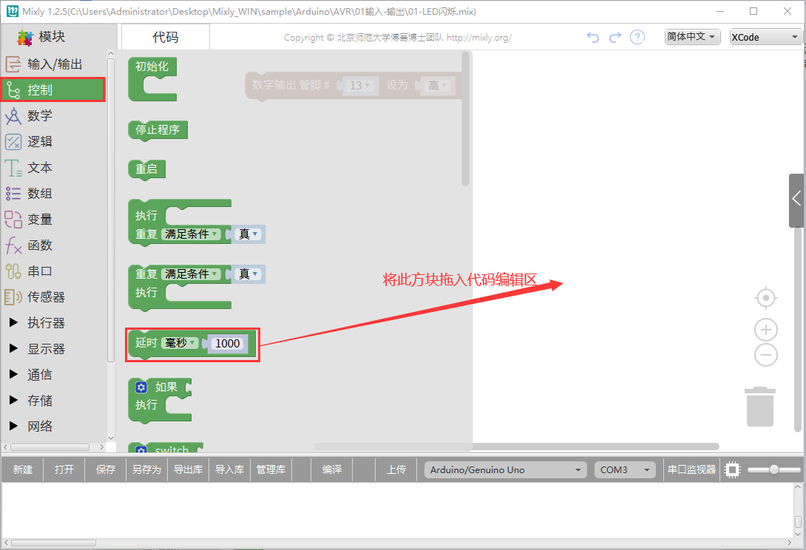 Mixly 1.2.5(C:\Users\Administrator\Desktop\Mixly_WIN\sample\Arduino\AVR\01输入-输出\01-LED闪烁.mix)
模块
代码
Copyright © 北京师范大学傅骞博士团队 http://mixly.org/
简体中文
XCode
输入/输出
控制
数学
逻辑
文本
数组
变量
函数
串口
传感器
执行器
显示器
通信
存储
网络
初始化
数字输出 管脚 # 13 设为 高
停止程序
重启
执行
重复 满足条件 真
重复 满足条件 真
执行
将此方块拖入代码编辑区
延时 毫秒 1000
如果
执行
switch
新建 打开 保存 另存为 导出库 导入库 管理库 编译 上传 Arduino/Genuino Uno COM3 串口监视器